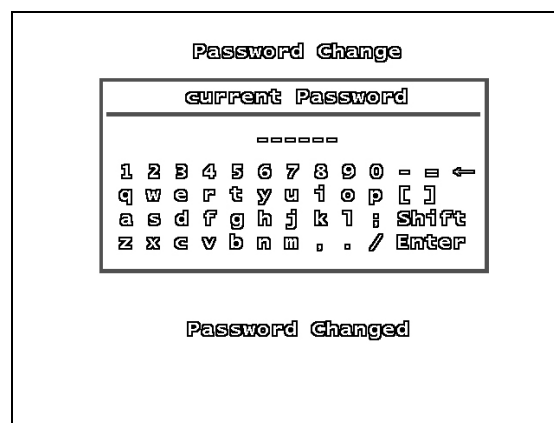 Password Change
current Password
------
1 2 3 4 5 6 7 8 9 0 - = ←
q w e r t y u i o p [ ]
a s d f g h j k l ; Shift
z x c v b n m , . / Enter
Password Changed